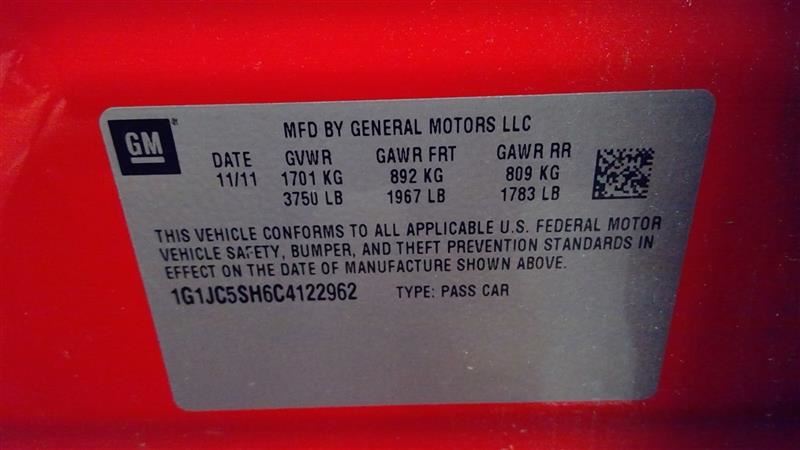 GM
MFD BY GENERAL MOTORS LLC
DATE GVWR GAWR FRT GAWR RR
11/11 1701 KG 892 KG 809 KG
3750 LB 1967 LB 1783 LB
THIS VEHICLE CONFORMS TO ALL APPLICABLE U.S. FEDERAL MOTOR
VEHICLE SAFETY, BUMPER, AND THEFT PREVENTION STANDARDS IN
EFFECT ON THE DATE OF MANUFACTURE SHOWN ABOVE.
1G1JC5SH6C4122962 TYPE: PASS CAR